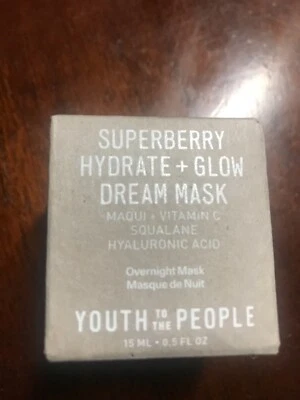 SUPERBERRY
HYDRATE + GLOW
DREAM MASK
MAQUI + VITAMIN C
SQUALANE
HYALURONIC ACID
Overnight Mask
Masque de Nuit
YOUTH TO THE PEOPLE
15 ML • 0.5 FL OZ